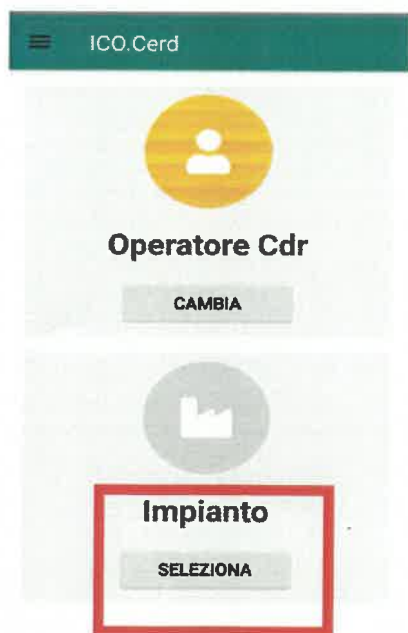 ICO.Cerd
Operatore Cdr
CAMBIA
Impianto
SELEZIONA